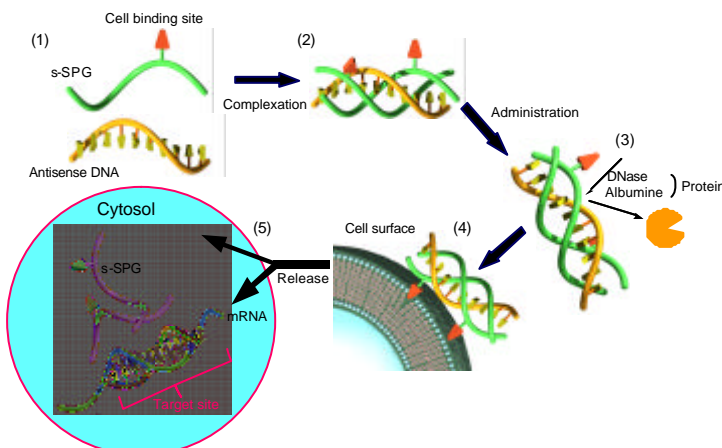 Cell binding site
(1)
s-SPG
Antisense DNA
(2)
Complexation
Administration
(3)
DNase
Albumine
Protein
(4)
Cell surface
(5)
Release
Cytosol
s-SPG
mRNA
Target site